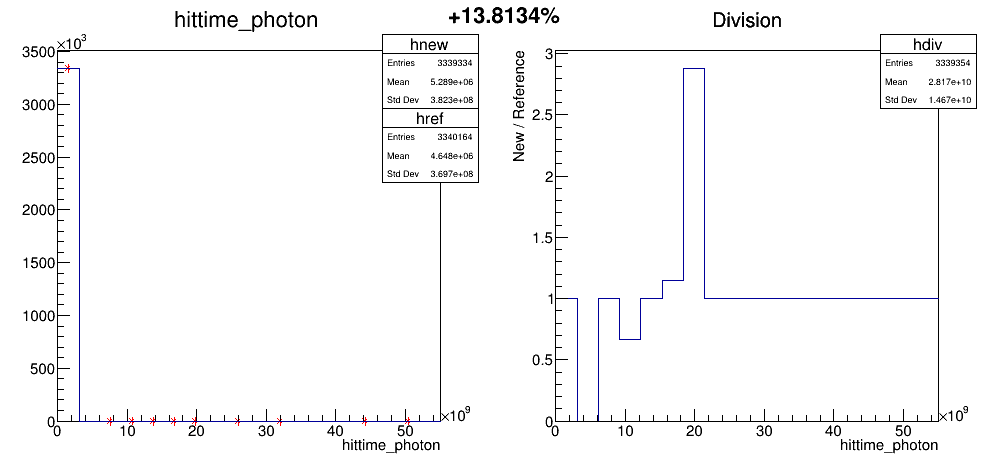 hittime_photon
+13.8134%
Division
×10³
hnew
Entries 3339334
Mean 5.289e+06
Std Dev 3.823e+08
href
Entries 3340164
Mean 4.648e+06
Std Dev 3.697e+08
3500
3000
2500
2000
1500
1000
500
0
0 10 20 30 40 50
×10⁹
hittime_photon
hdiv
Entries 3339354
Mean 2.817e+10
Std Dev 1.467e+10
New / Reference
3
2.5
2
1.5
1
0.5
0
0 10 20 30 40 50
×10⁹
hittime_photon